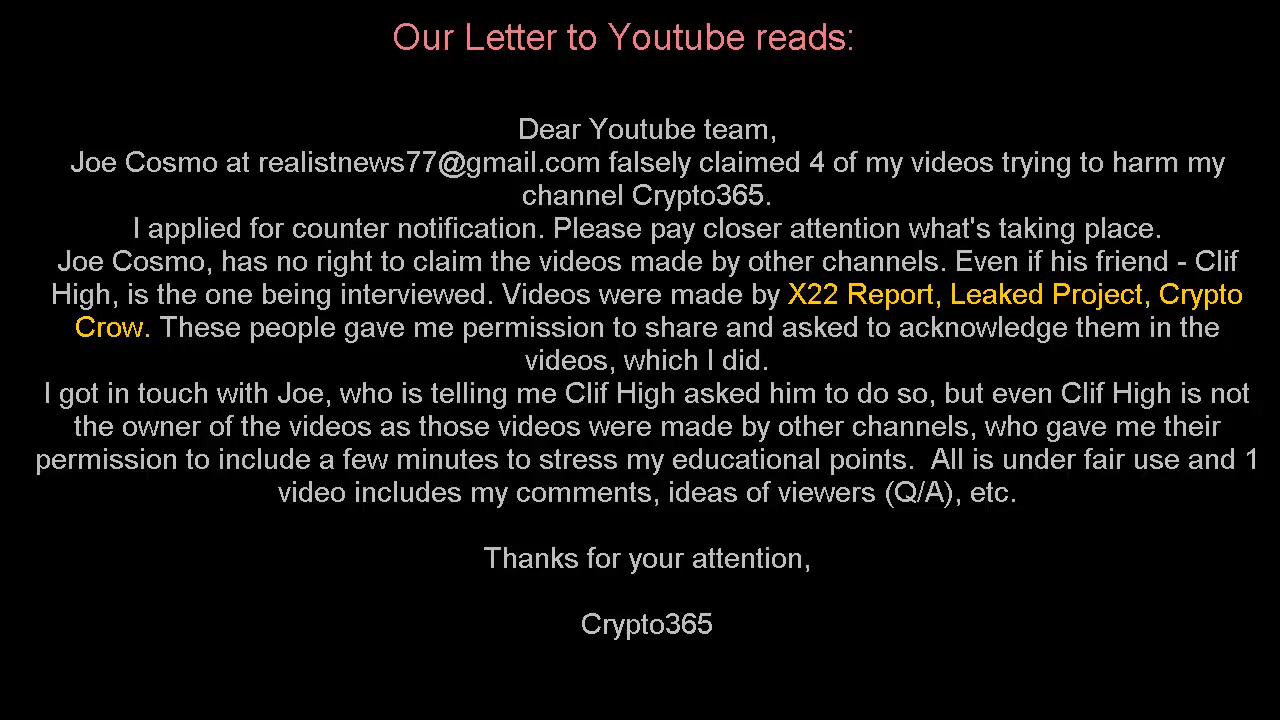 Our Letter to Youtube reads:
Dear Youtube team,
Joe Cosmo at realistnews77@gmail.com falsely claimed 4 of my videos trying to harm my
channel Crypto365.
I applied for counter notification. Please pay closer attention what's taking place.
Joe Cosmo, has no right to claim the videos made by other channels. Even if his friend - Clif
High, is the one being interviewed. Videos were made by X22 Report, Leaked Project, Crypto
Crow. These people gave me permission to share and asked to acknowledge them in the
videos, which I did.
I got in touch with Joe, who is telling me Clif High asked him to do so, but even Clif High is not
the owner of the videos as those videos were made by other channels, who gave me their
permission to include a few minutes to stress my educational points.  All is under fair use and 1
video includes my comments, ideas of viewers (Q/A), etc.
Thanks for your attention,
Crypto365